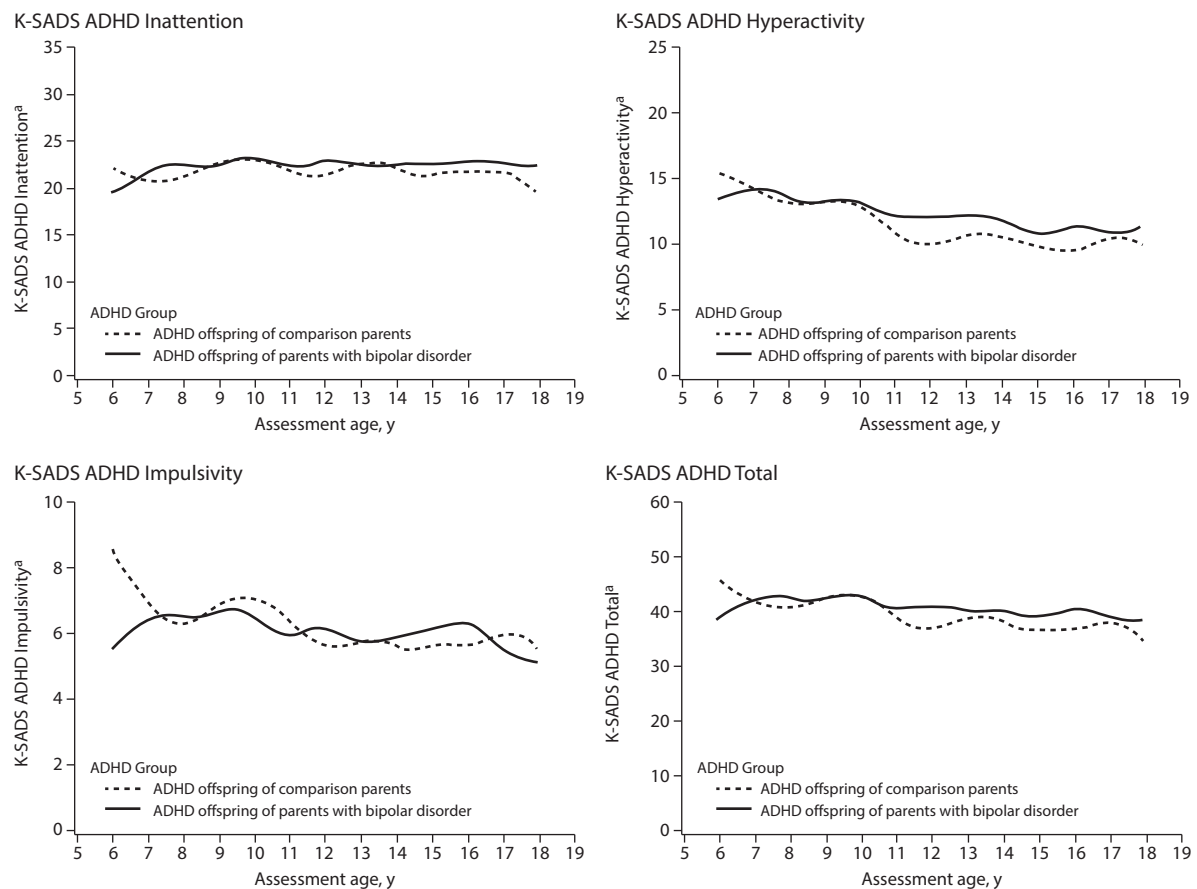 K-SADS ADHD Inattention
35
30
25
20
15
10
5
0
K-SADS ADHD Inattentionᵃ
ADHD Group
ADHD offspring of comparison parents
ADHD offspring of parents with bipolar disorder
5 6 7 8 9 10 11 12 13 14 15 16 17 18 19
Assessment age, y
K-SADS ADHD Hyperactivity
25
20
15
10
5
0
K-SADS ADHD Hyperactivityᵃ
ADHD Group
ADHD offspring of comparison parents
ADHD offspring of parents with bipolar disorder
5 6 7 8 9 10 11 12 13 14 15 16 17 18 19
Assessment age, y
K-SADS ADHD Impulsivity
10
8
6
4
2
0
K-SADS ADHD Impulsivityᵃ
ADHD Group
ADHD offspring of comparison parents
ADHD offspring of parents with bipolar disorder
5 6 7 8 9 10 11 12 13 14 15 16 17 18 19
Assessment age, y
K-SADS ADHD Total
60
50
40
30
20
10
0
K-SADS ADHD Totalᵃ
ADHD Group
ADHD offspring of comparison parents
ADHD offspring of parents with bipolar disorder
5 6 7 8 9 10 11 12 13 14 15 16 17 18 19
Assessment age, y